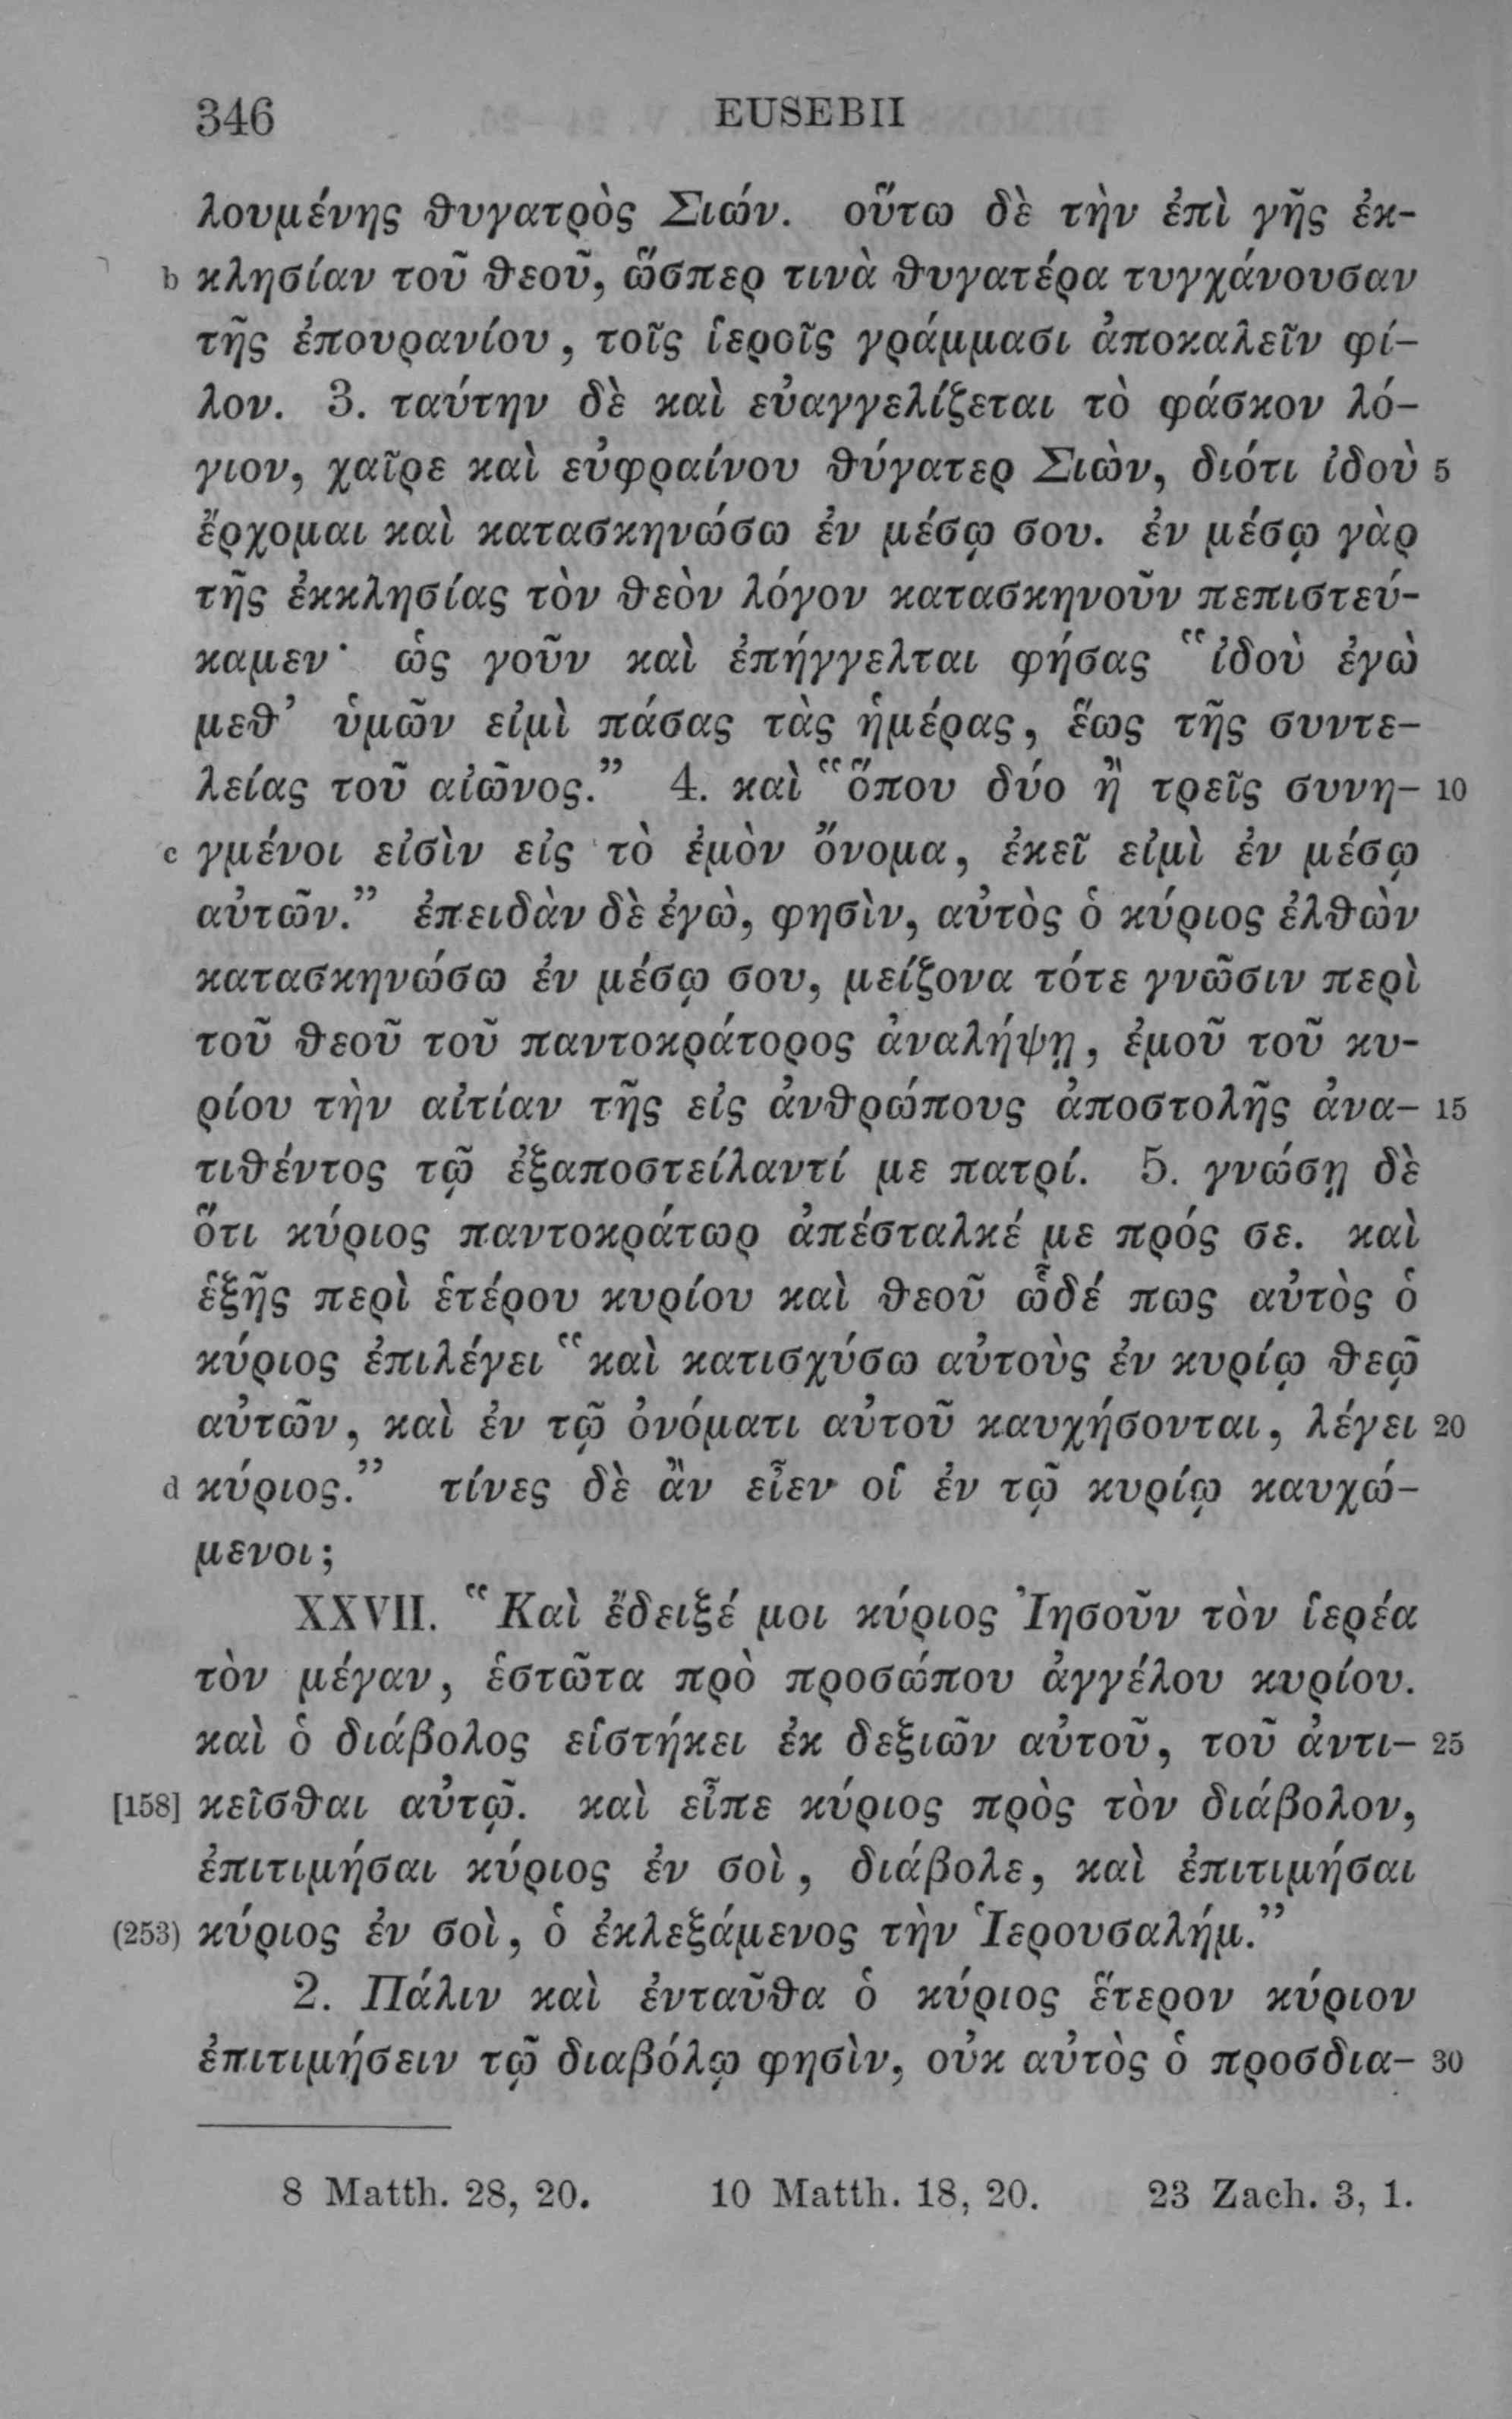 346 EUSEBII
λουμένης θυγατρὸς Σιών. οὕτω δὲ τὴν ἐπὶ γῆς ἐκ-
b κλησίαν τοῦ θεοῦ, ὥσπερ τινὰ θυγατέρα τυγχάνουσαν
τῆς ἐπουρανίου, τοῖς ἱεροῖς γράμμασι ἀποκαλεῖν φί-
λον. 3. ταύτην δὲ καὶ εὐαγγελίζεται τὸ φάσκον λό-
γιον, χαῖρε καὶ εὐφραίνου θύγατερ Σιὼν, διότι ἰδοὺ 5
ἔρχομαι καὶ κατασκηνώσω ἐν μέσῳ σου. ἐν μέσῳ γὰρ
τῆς ἐκκλησίας τὸν θεὸν λόγον κατασκηνοῦν πεπιστεύ-
καμεν· ὡς γοῦν καὶ ἐπήγγελται φήσας “ἰδοὺ ἐγὼ
μεθ’ ὑμῶν εἰμὶ πάσας τὰς ἡμέρας, ἕως τῆς συντε-
λείας τοῦ αἰῶνος.” 4. καὶ “ὅπου δύο ἢ τρεῖς συνη- 10
c γμένοι εἰσὶν εἰς τὸ ἐμὸν ὄνομα, ἐκεῖ εἰμὶ ἐν μέσῳ
αὐτῶν.” ἐπειδὰν δὲ ἐγὼ, φησὶν, αὐτὸς ὁ κύριος ἐλθὼν
κατασκηνώσω ἐν μέσῳ σου, μείζονα τότε γνῶσιν περὶ
τοῦ θεοῦ τοῦ παντοκράτορος ἀναλήψῃ, ἐμοῦ τοῦ κυ-
ρίου τὴν αἰτίαν τῆς εἰς ἀνθρώπους ἀποστολῆς ἀνα- 15
τιθέντος τῷ ἐξαποστείλαντί με πατρί. 5. γνώσῃ δὲ
ὅτι κύριος παντοκράτωρ ἀπέσταλκέ με πρός σε. καὶ
ἑξῆς περὶ ἑτέρου κυρίου καὶ θεοῦ ὧδέ πως αὐτὸς ὁ
κύριος ἐπιλέγει “καὶ κατισχύσω αὐτοὺς ἐν κυρίῳ θεῷ
αὐτῶν, καὶ ἐν τῷ ὀνόματι αὐτοῦ καυχήσονται, λέγει 20
d κύριος.” τίνες δὲ ἂν εἶεν οἱ ἐν τῷ κυρίῳ καυχώ-
μενοι;
XXVII. “Καὶ ἔδειξέ μοι κύριος Ἰησοῦν τὸν ἱερέα
τὸν μέγαν, ἑστῶτα πρὸ προσώπου ἀγγέλου κυρίου.
καὶ ὁ διάβολος εἱστήκει ἐκ δεξιῶν αὐτοῦ, τοῦ ἀντι- 25
[158] κεῖσθαι αὐτῷ. καὶ εἶπε κύριος πρὸς τὸν διάβολον,
ἐπιτιμήσαι κύριος ἐν σοὶ, διάβολε, καὶ ἐπιτιμήσαι
(253) κύριος ἐν σοὶ, ὁ ἐκλεξάμενος τὴν Ἱερουσαλήμ.”
2. Πάλιν καὶ ἐνταῦθα ὁ κύριος ἕτερον κύριον
ἐπιτιμήσειν τῷ διαβόλῳ φησὶν, οὐκ αὐτὸς ὁ προσδια- 30
8 Matth. 28, 20. 10 Matth. 18, 20. 23 Zach. 3, 1.